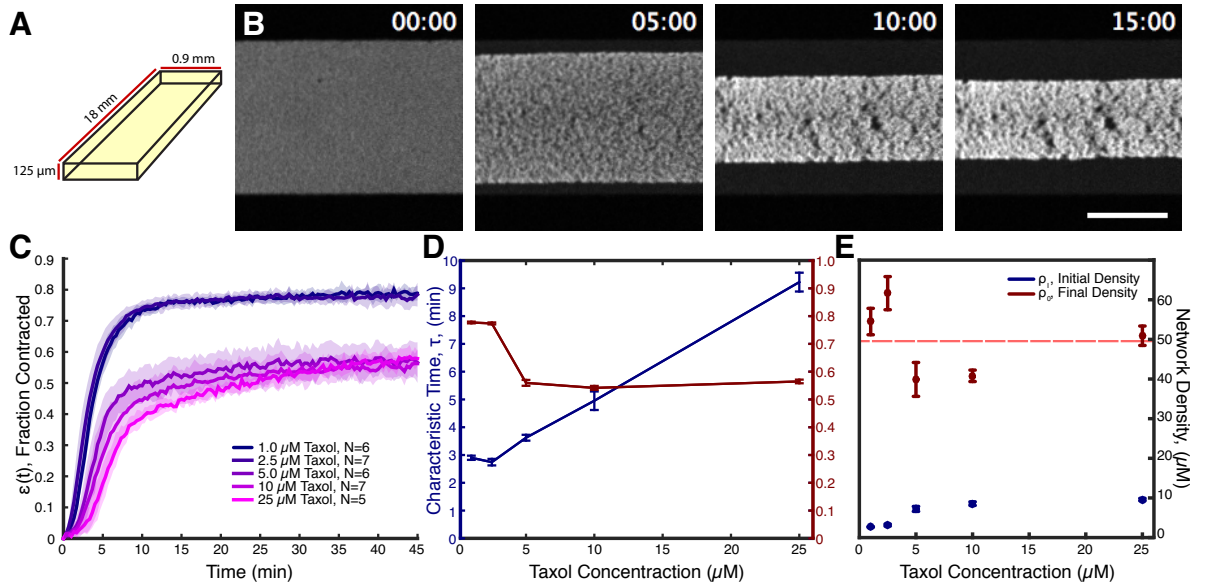 A
0.9 mm
18 mm
125 µm
B
00:00
05:00
10:00
15:00
C
ε(t), Fraction Contracted
0.9
0.8
0.7
0.6
0.5
0.4
0.3
0.2
0.1
0
0 5 10 15 20 25 30 35 40 45
Time (min)
1.0 µM Taxol, N=6
2.5 µM Taxol, N=7
5.0 µM Taxol, N=6
10 µM Taxol, N=7
25 µM Taxol, N=5
D
Characteristic Time, τ, (min)
10
9
8
7
6
5
4
3
2
1
0
1.0
0.9
0.8
0.7
0.6
0.5
0.4
0.3
0.2
0.1
0
0 5 10 15 20 25
Taxol Concentration (µM)
E
ρI, Initial Density
ρ0, Final Density
60
50
40
30
20
10
0
Network Density, (µM)
0 5 10 15 20 25
Taxol Concentration (µM)